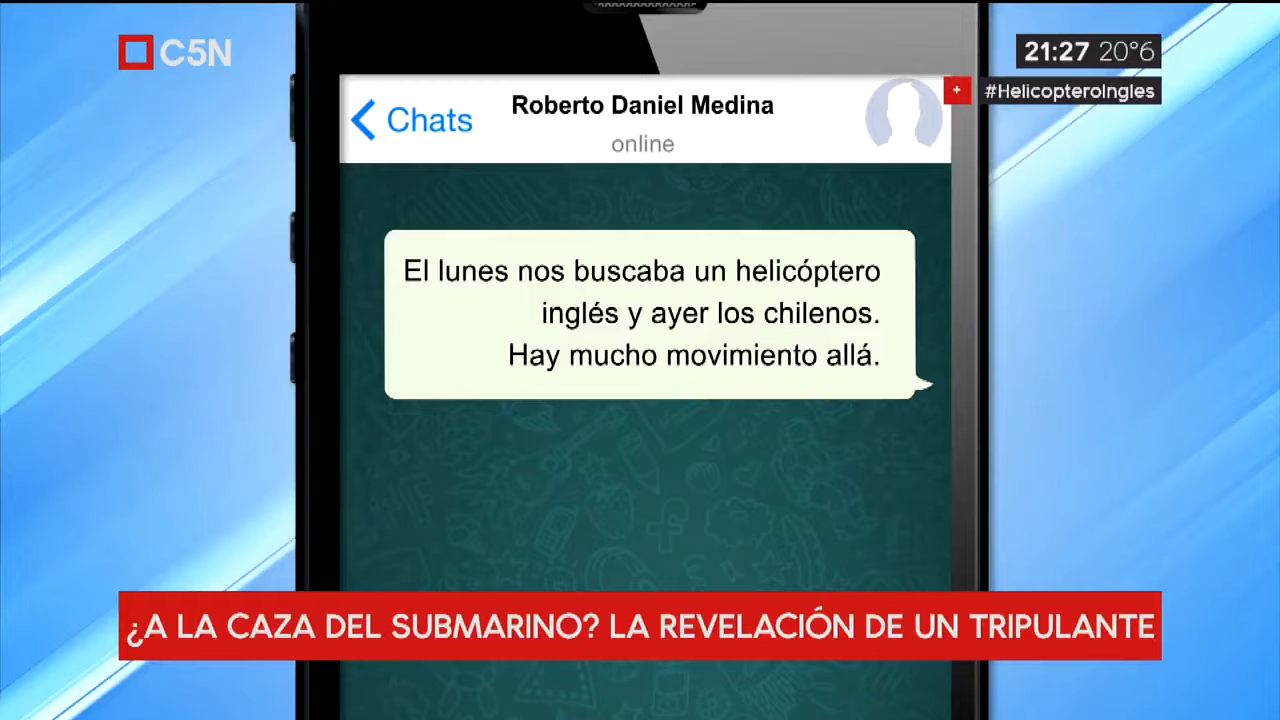 C5N
21:27 20°6
#HelicopteroIngles
Chats
Roberto Daniel Medina
online
El lunes nos buscaba un helicóptero
inglés y ayer los chilenos.
Hay mucho movimiento allá.
¿A LA CAZA DEL SUBMARINO? LA REVELACIÓN DE UN TRIPULANTE